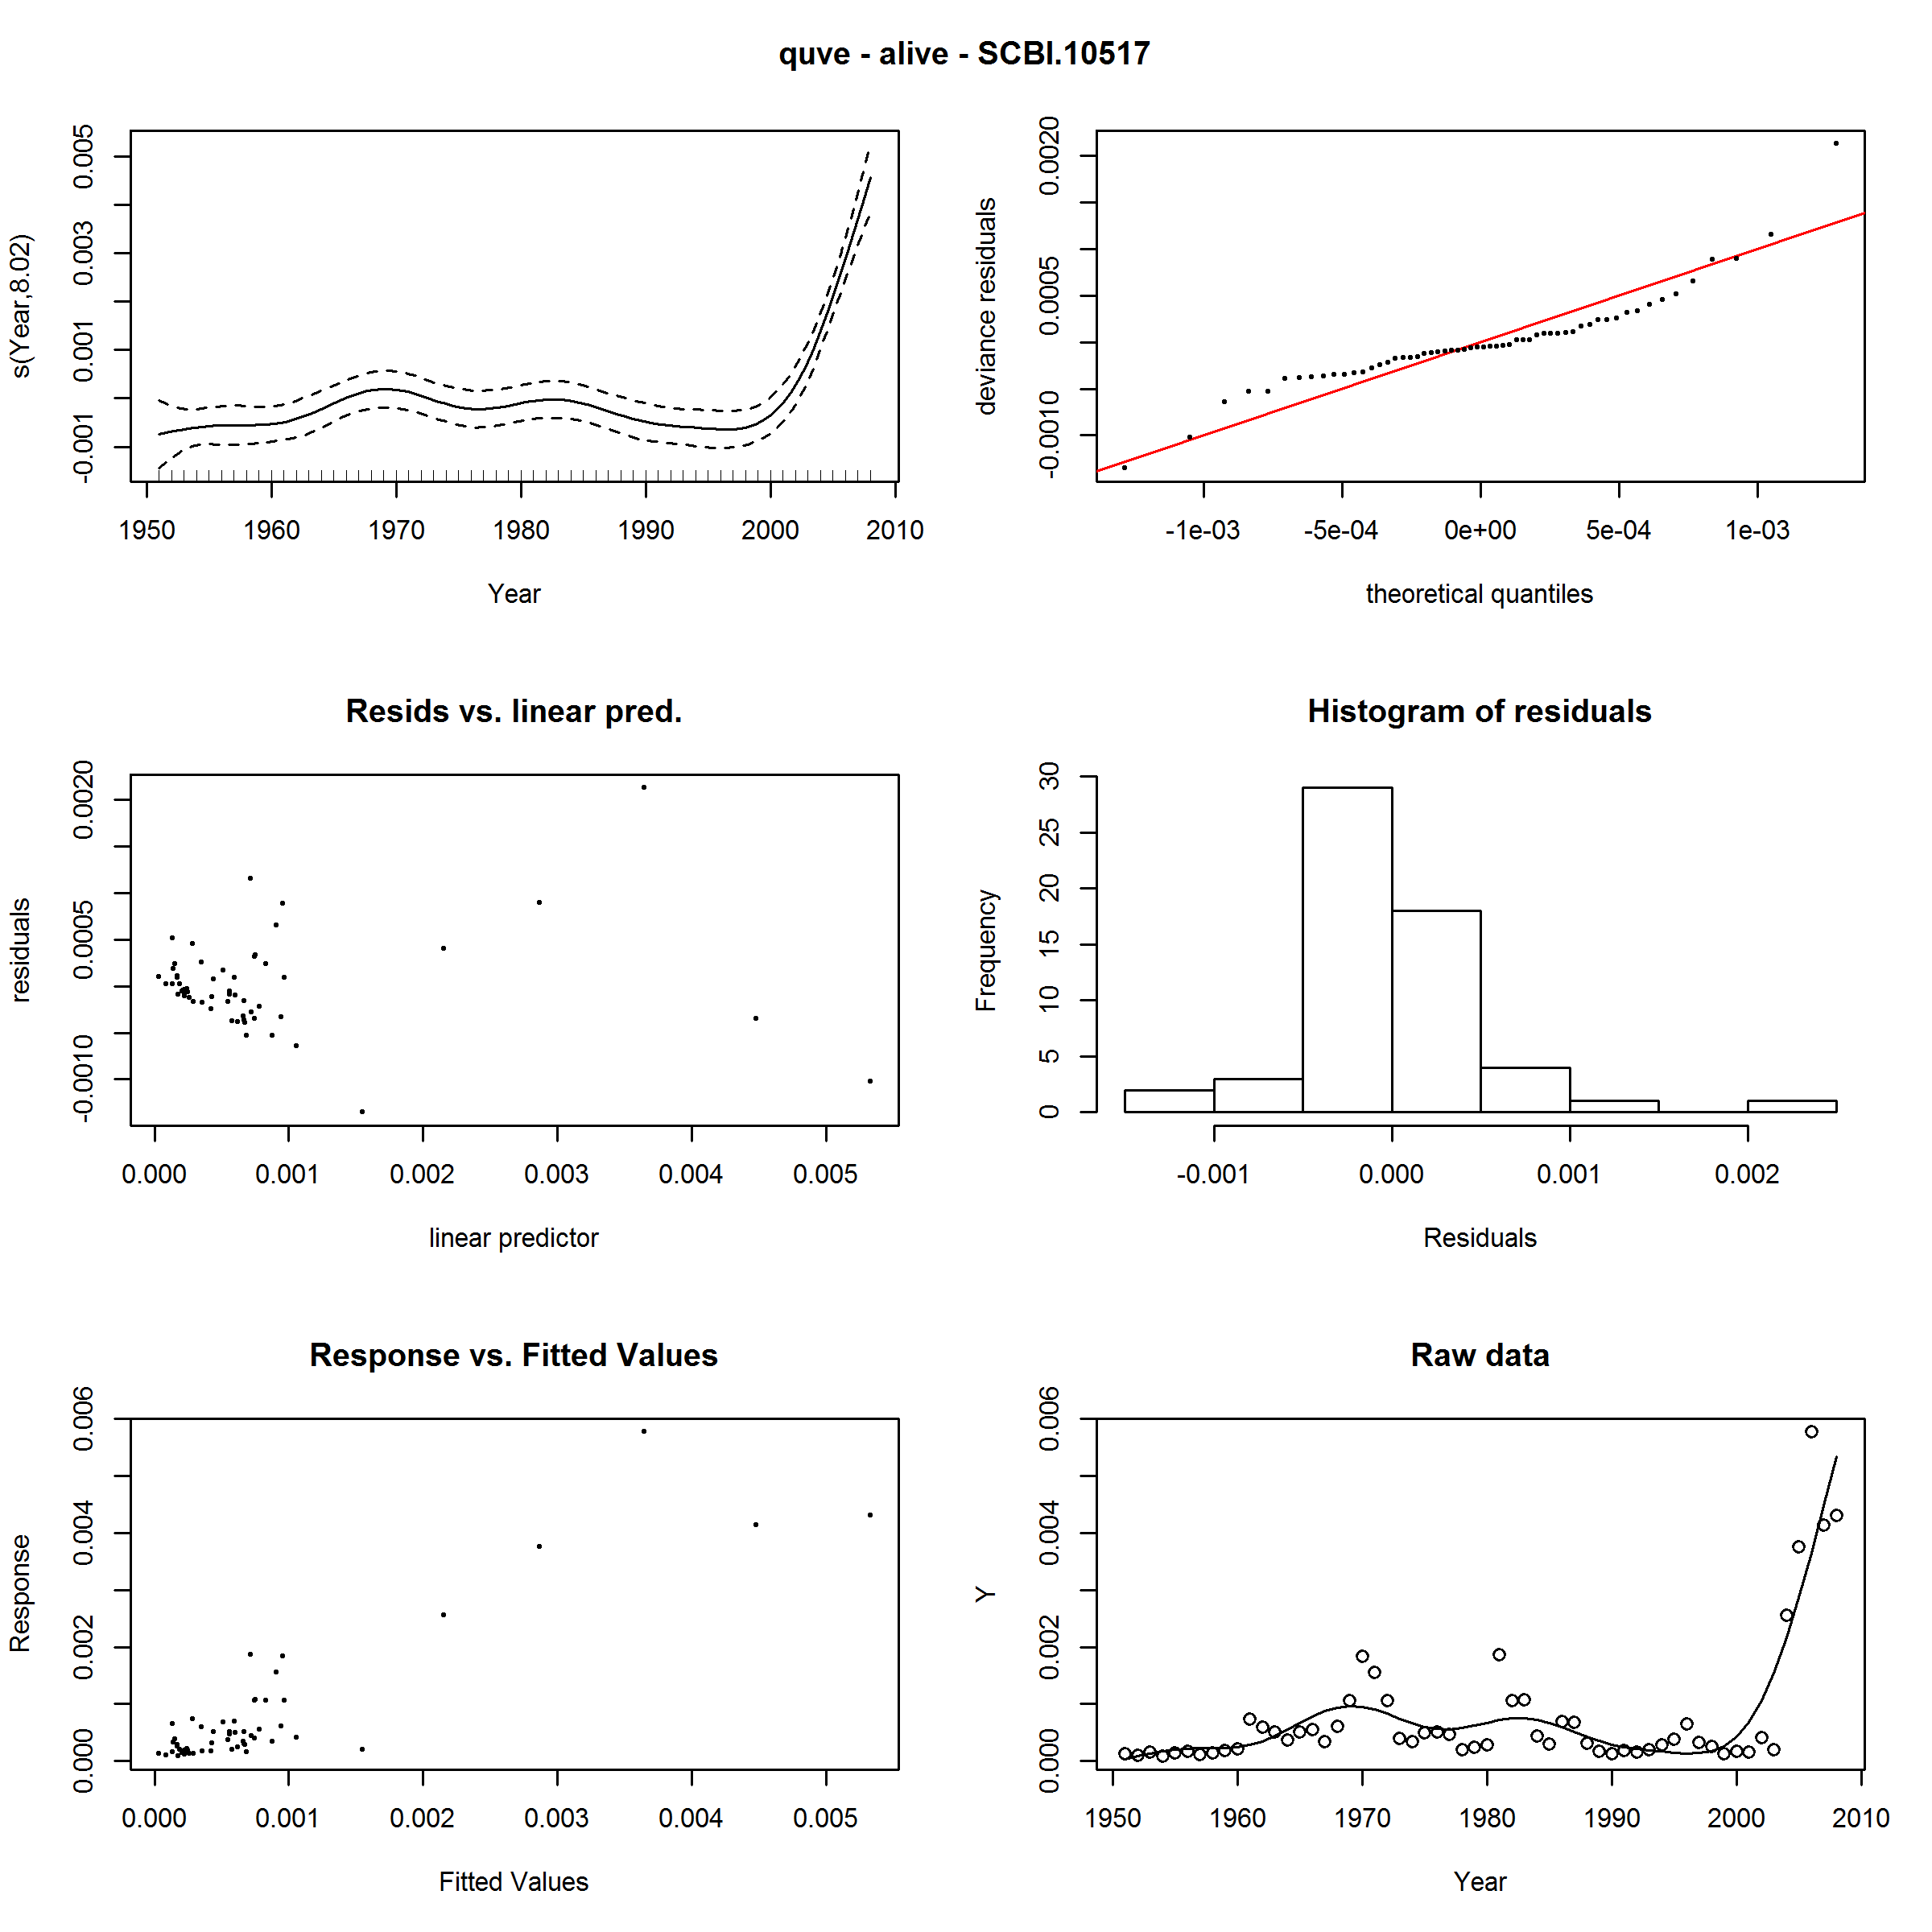 quve - alive - SCBI.10517
s(Year,8.02)
-0.001 0.001 0.003 0.005
1950 1960 1970 1980 1990 2000 2010
Year
deviance residuals
-0.0010 0.0005 0.0020
-1e-03 -5e-04 0e+00 5e-04 1e-03
theoretical quantiles
Resids vs. linear pred.
residuals
-0.0010 0.0005 0.0020
0.000 0.001 0.002 0.003 0.004 0.005
linear predictor
Histogram of residuals
Frequency
0 5 10 15 20 25 30
-0.001 0.000 0.001 0.002
Residuals
Response vs. Fitted Values
Response
0.000 0.002 0.004 0.006
0.000 0.001 0.002 0.003 0.004 0.005
Fitted Values
Raw data
Y
0.000 0.002 0.004 0.006
1950 1960 1970 1980 1990 2000 2010
Year